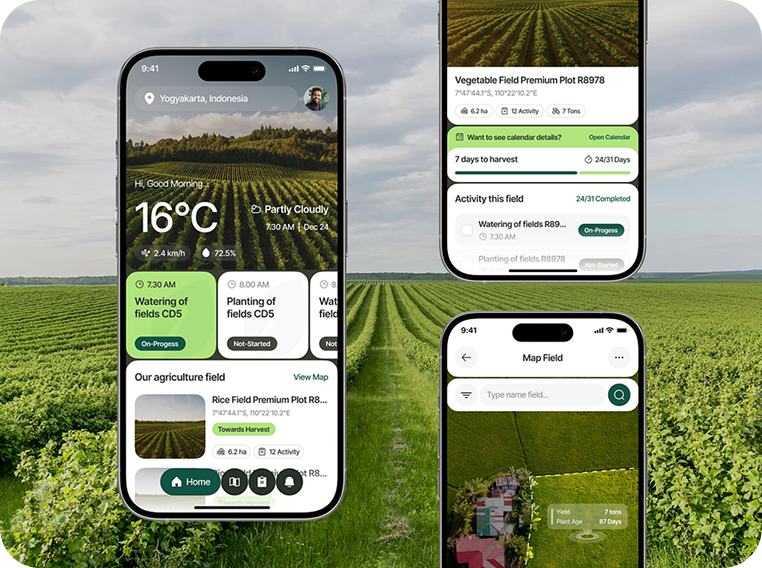 9:41
Yogyakarta, Indonesia
Hi, Good Morning...
16°C
Partly Cloudly
7.30 AM | Dec 24
2.4 km/h
72.5%
7.30 AM
Watering of
fields CD5
On-Progess
8.00 AM
Planting of
fields CD5
Not-Started
8
Wat
field
Not
Our agriculture field
View Map
Rice Field Premium Plot R8...
7°47'44.1"S, 110°22'10.2"E
Towards Harvest
6.2 ha
12 Activity
Home
Vegetable Field Premium Plot R8978
7°47'44.1"S, 110°22'10.2"E
6.2 ha
12 Activity
7 Tons
Want to see calendar details?
Open Calendar
7 days to harvest
24/31 Days
Activity this field
24/31 Completed
Watering of fields R89...
7.30 AM
On-Progess
Planting of fields R8978
Not-Started
9:41
Map Field
Type name field...
Yield
7 tons
Plant Age
87 Days